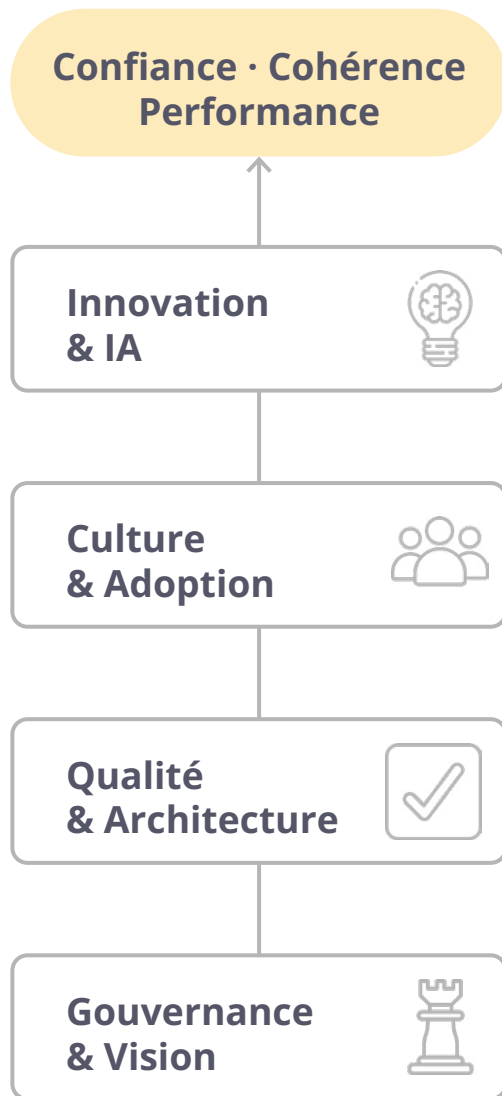 Confiance · Cohérence
Performance
Innovation
& IA
Culture
& Adoption
Qualité
& Architecture
Gouvernance
& Vision